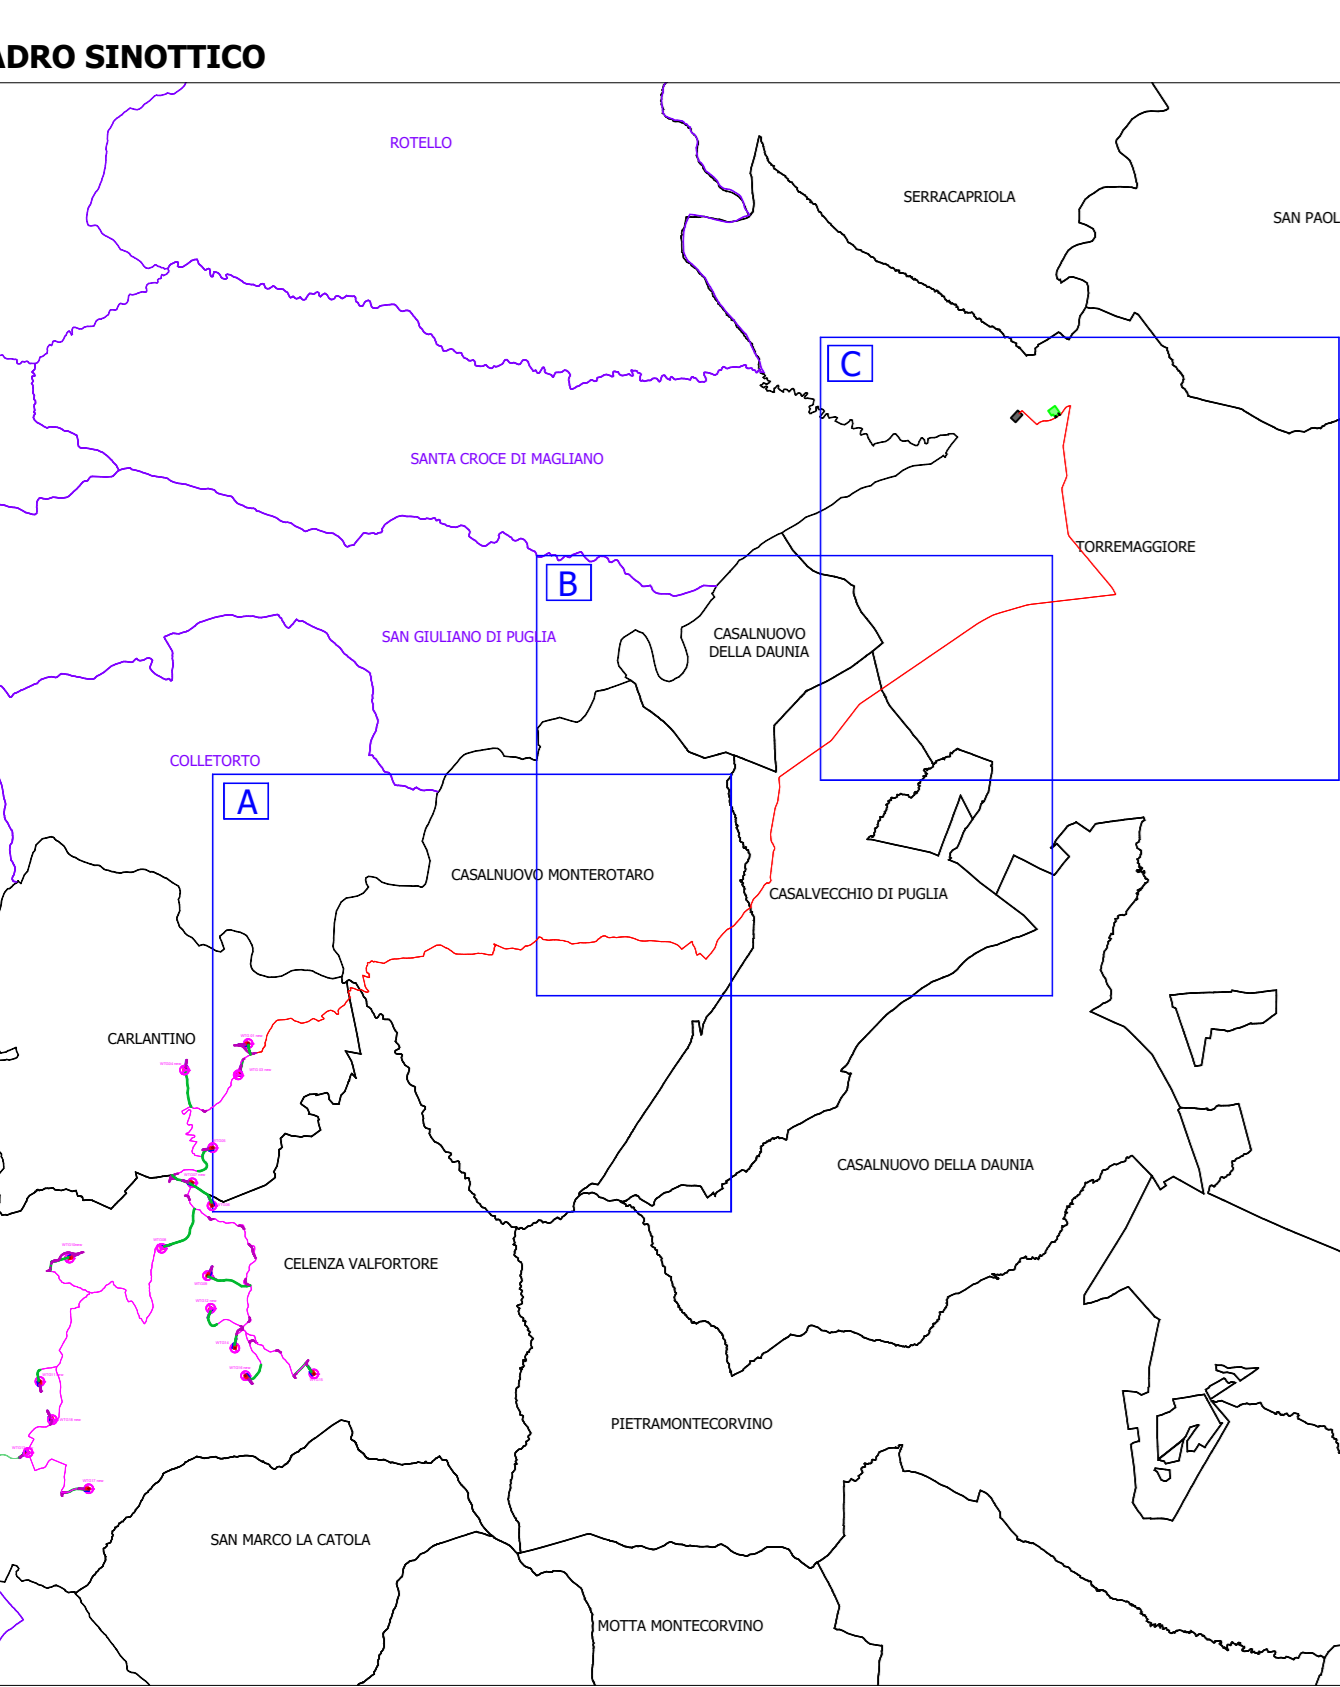 ADRO SINOTTICO
ROTELLO
SERRACAPRIOLA
SAN PAOL
C
SANTA CROCE DI MAGLIANO
TORREMAGGIORE
B
SAN GIULIANO DI PUGLIA
CASALNUOVO
DELLA DAUNIA
COLLETORTO
A
CASALNUOVO MONTEROTARO
CASALVECCHIO DI PUGLIA
CARLANTINO
CASALNUOVO DELLA DAUNIA
CELENZA VALFORTORE
PIETRAMONTECORVINO
SAN MARCO LA CATOLA
MOTTA MONTECORVINO